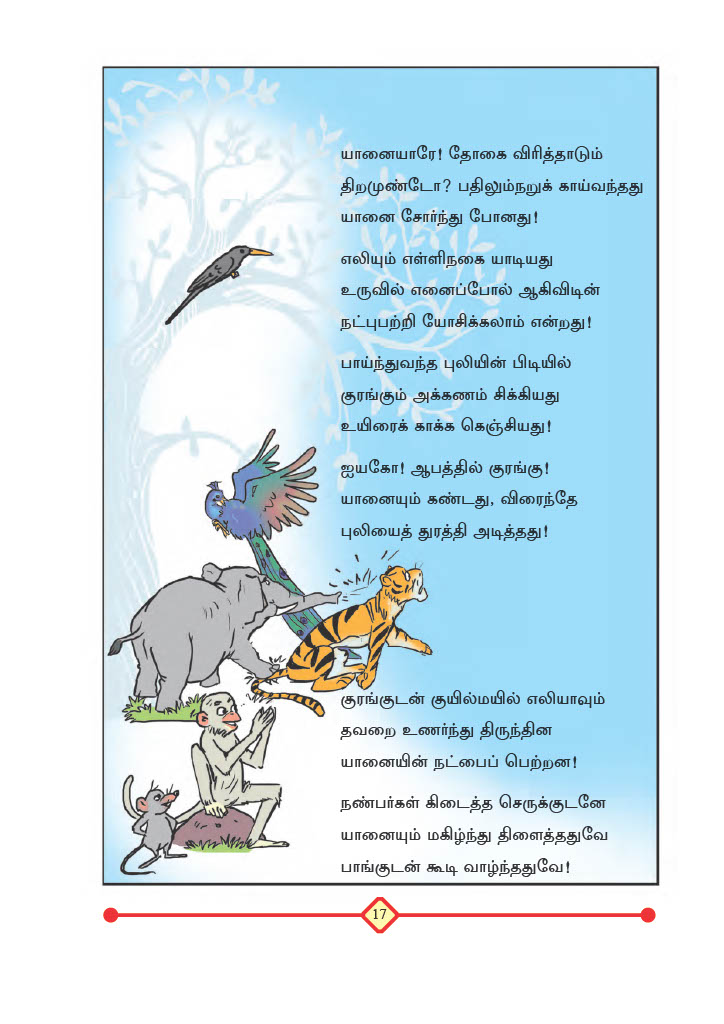 யானையாரே! தோகை விரித்தாடும்
திறமுண்டோ? பதிலும்நறுக் காய்வந்தது
யானை சோர்ந்து போனது!
எலியும் எள்ளிநகை யாடியது
உருவில் எனைப்போல் ஆகிவிடின்
நட்புபற்றி யோசிக்கலாம் என்றது!
பாய்ந்துவந்த புலியின் பிடியில்
குரங்கும் அக்கணம் சிக்கியது
உயிரைக் காக்க கெஞ்சியது!
ஐயகோ! ஆபத்தில் குரங்கு!
யானையும் கண்டது, விரைந்தே
புலியைத் துரத்தி அடித்தது!
குரங்குடன் குயில்மயில் எலியாவும்
தவறை உணர்ந்து திருந்தின
யானையின் நட்பைப் பெற்றன!
நண்பர்கள் கிடைத்த செருக்குடனே
யானையும் மகிழ்ந்து திளைத்ததுவே
பாங்குடன் கூடி வாழ்ந்ததுவே!
17